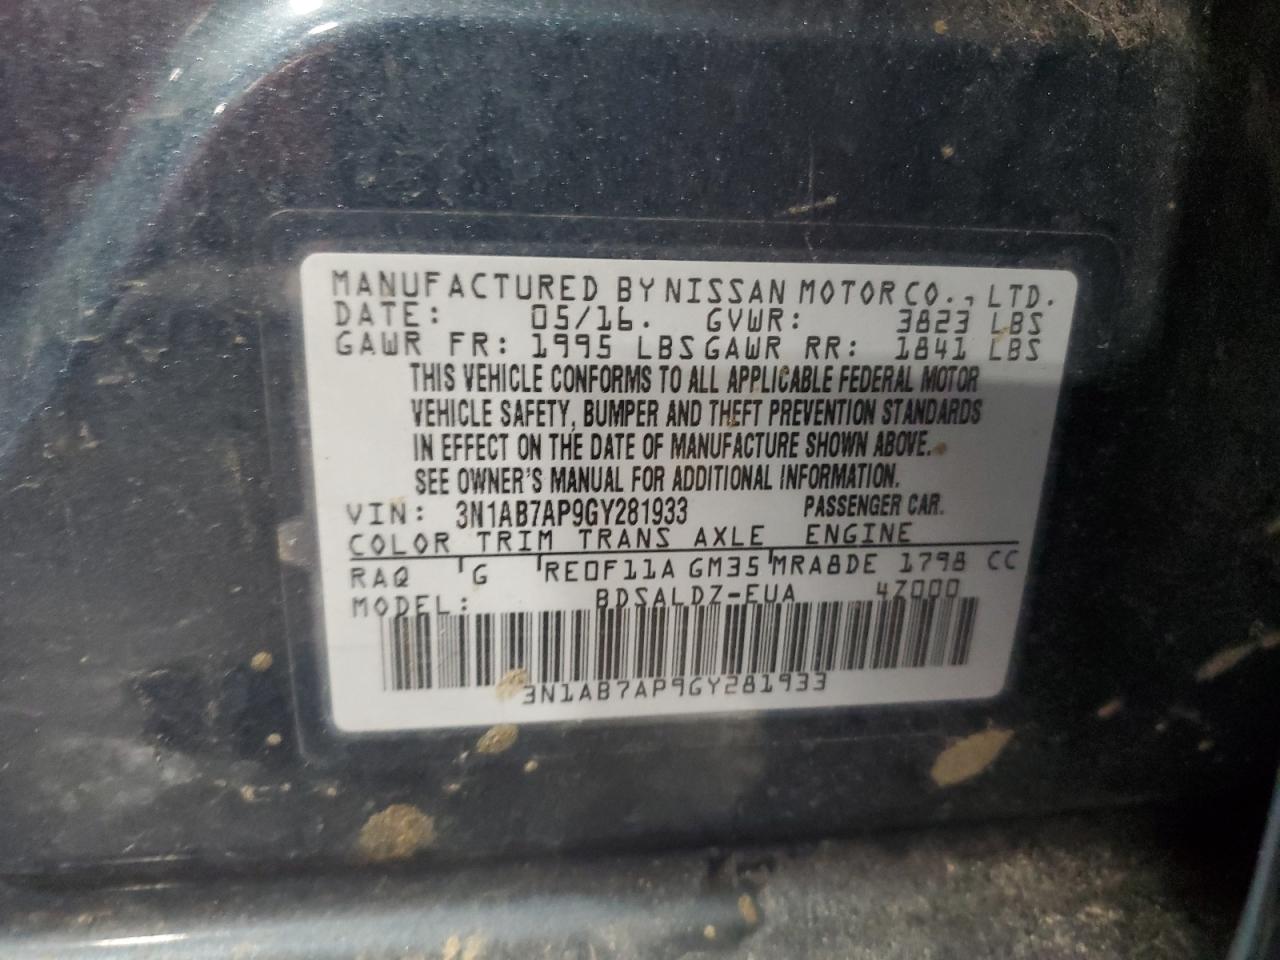 MANUFACTURED BY NISSAN MOTOR CO., LTD.
DATE: 05/16. GVWR: 3823 LBS
GAWR FR: 1995 LBS GAWR RR: 1841 LBS
THIS VEHICLE CONFORMS TO ALL APPLICABLE FEDERAL MOTOR
VEHICLE SAFETY, BUMPER AND THEFT PREVENTION STANDARDS
IN EFFECT ON THE DATE OF MANUFACTURE SHOWN ABOVE.
SEE OWNER'S MANUAL FOR ADDITIONAL INFORMATION.
VIN: 3N1AB7AP9GY281933 PASSENGER CAR.
COLOR TRIM TRANS AXLE ENGINE
RAQ G RE0F11A GM35 MRA8DE 1798 CC
MODEL: BDSALDZ-EUA 4Z000
3N1AB7AP9GY281933